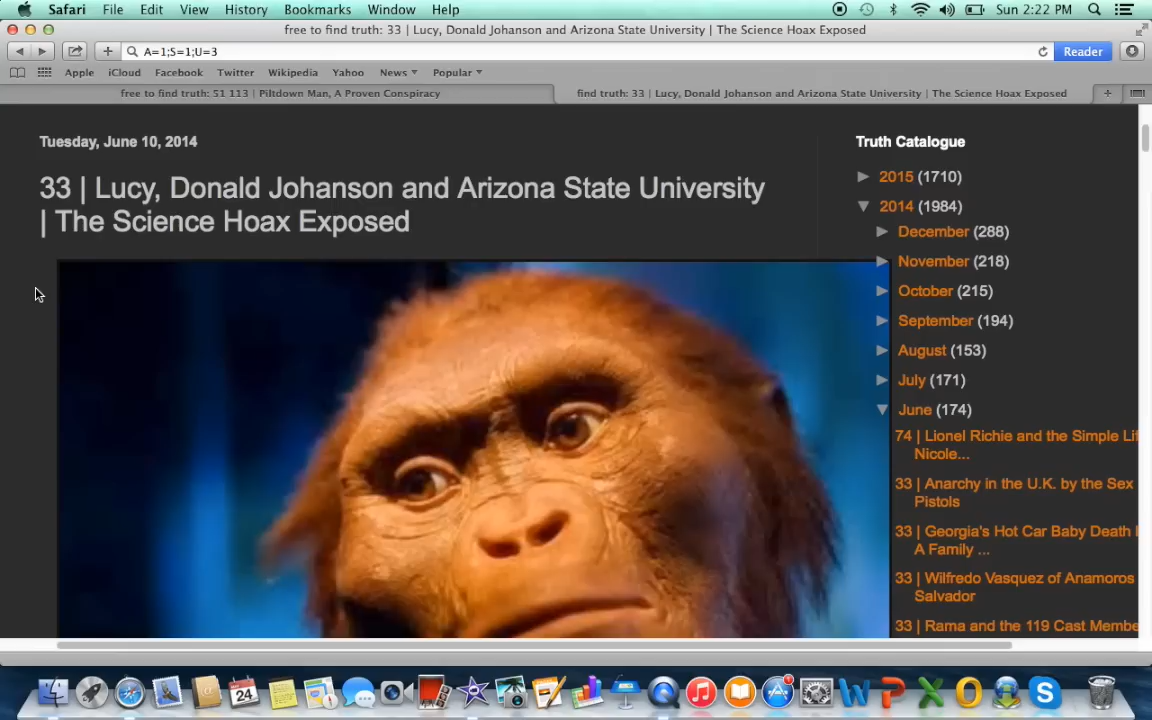 Safari File Edit View History Bookmarks Window Help Sun 2:22 PM
free to find truth: 33 | Lucy, Donald Johanson and Arizona State University | The Science Hoax Exposed
A=1;S=1;U=3 Reader
Apple iCloud Facebook Twitter Wikipedia Yahoo News Popular
free to find truth: 51 113 | Piltdown Man, A Proven Conspiracy
find truth: 33 | Lucy, Donald Johanson and Arizona State University | The Science Hoax Exposed
Tuesday, June 10, 2014
33 | Lucy, Donald Johanson and Arizona State University
| The Science Hoax Exposed
Truth Catalogue
2015 (1710)
2014 (1984)
December (288)
November (218)
October (215)
September (194)
August (153)
July (171)
June (174)
74 | Lionel Richie and the Simple
Nicole...
33 | Anarchy in the U.K. by the Sex
Pistols
33 | Georgia's Hot Car Baby Death
A Family ...
33 | Wilfredo Vasquez of Anamoros
Salvador
33 | Rama and the 119 Cast
24